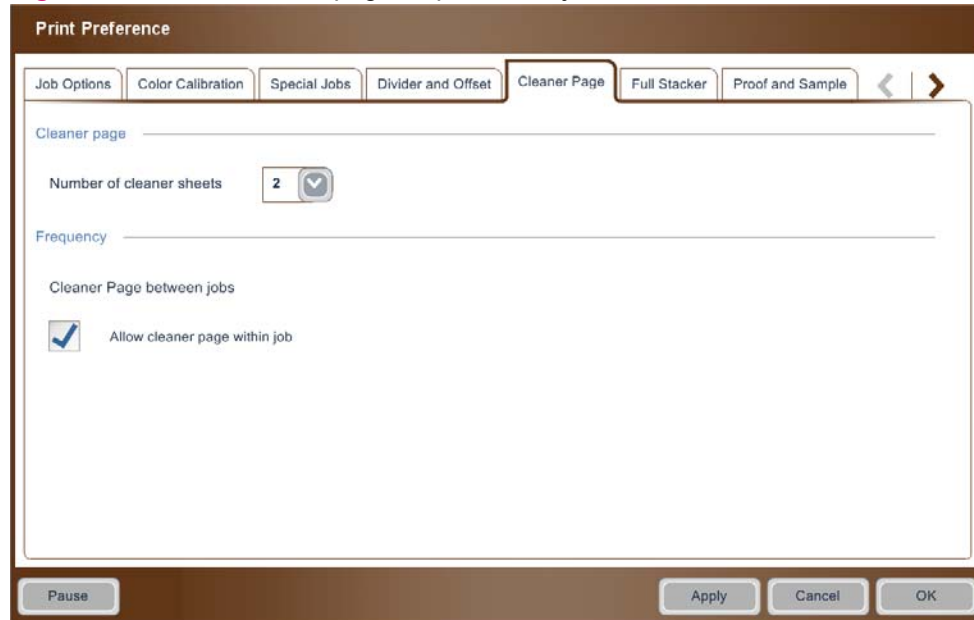 Print Preference
Job Options Color Calibration Special Jobs Divider and Offset Cleaner Page Full Stacker Proof and Sample
Cleaner page
Number of cleaner sheets 2
Frequency
Cleaner Page between jobs
Allow cleaner page within job
Pause Apply Cancel OK